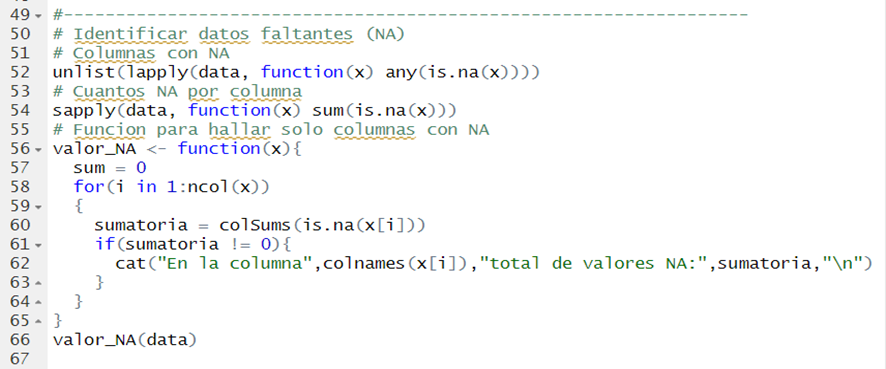 49 #---------------------------------------------------------------------
50 # Identificar datos faltantes (NA)
51 # Columnas con NA
52 unlist(lapply(data, function(x) any(is.na(x))))
53 # Cuantos NA por columna
54 sapply(data, function(x) sum(is.na(x)))
55 # Funcion para hallar solo columnas con NA
56 valor_NA <- function(x){
57   sum = 0
58   for(i in 1:ncol(x))
59   {
60     sumatoria = colSums(is.na(x[i]))
61     if(sumatoria != 0){
62       cat("En la columna",colnames(x[i]),"total de valores NA:",sumatoria,"\n")
63     }
64   }
65 }
66 valor_NA(data)
67